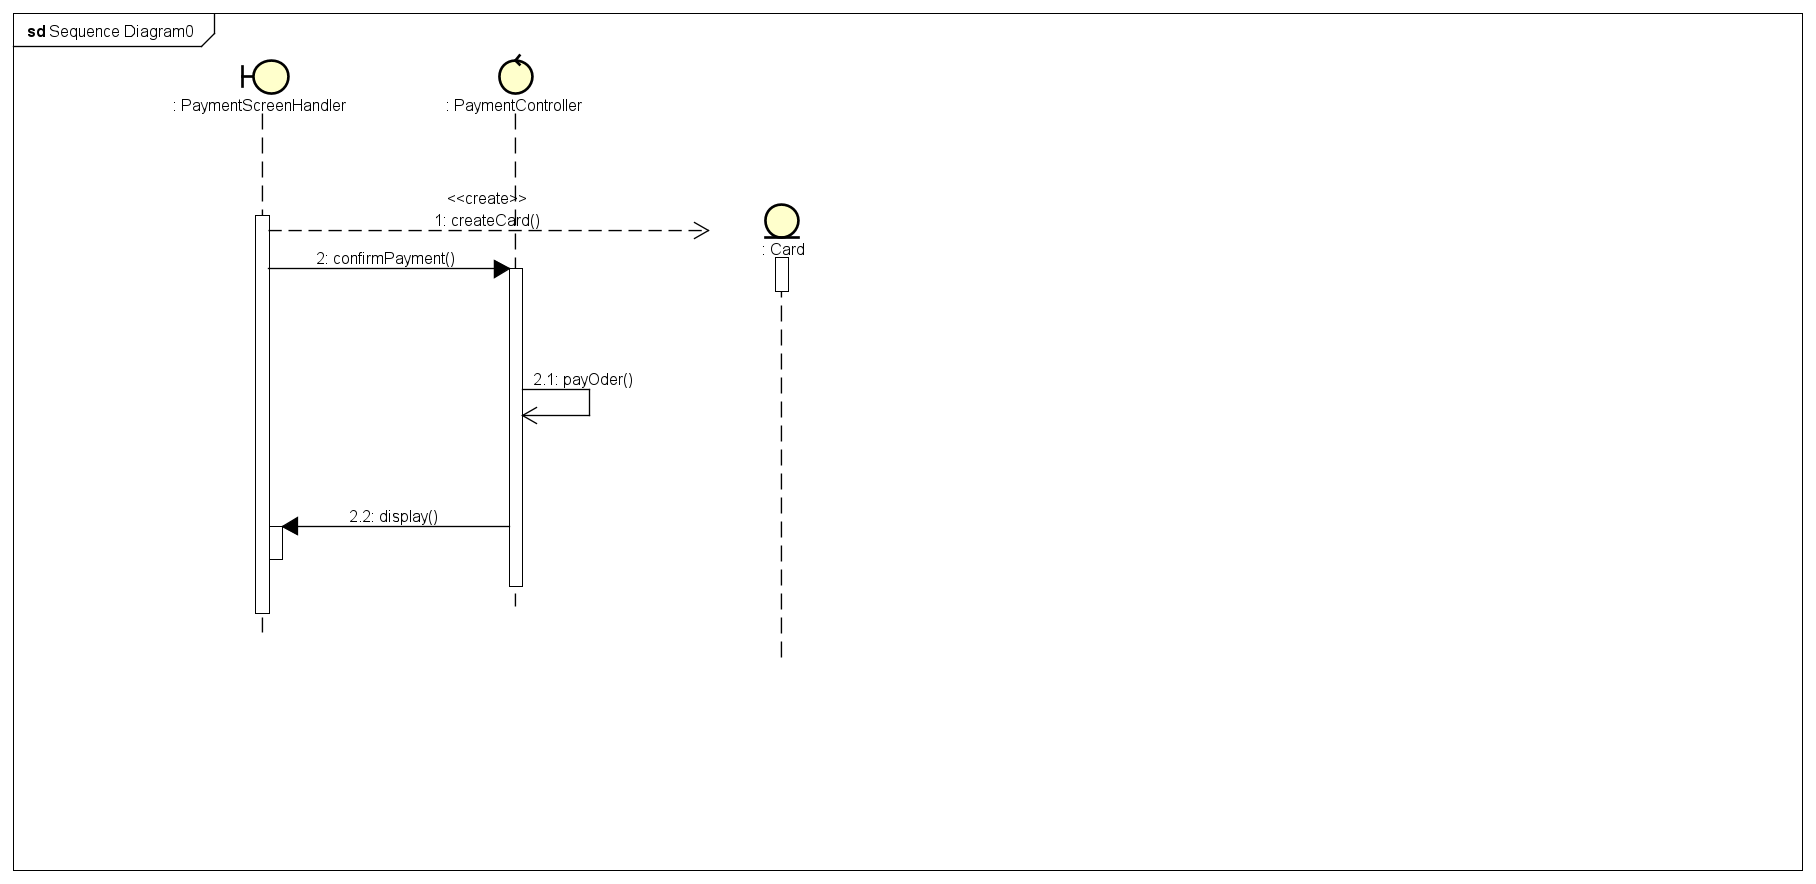 sd Sequence Diagram0
: PaymentScreenHandler
: PaymentController
<<create>>
1: createCard()
: Card
2: confirmPayment()
2.1: payOder()
2.2: display()